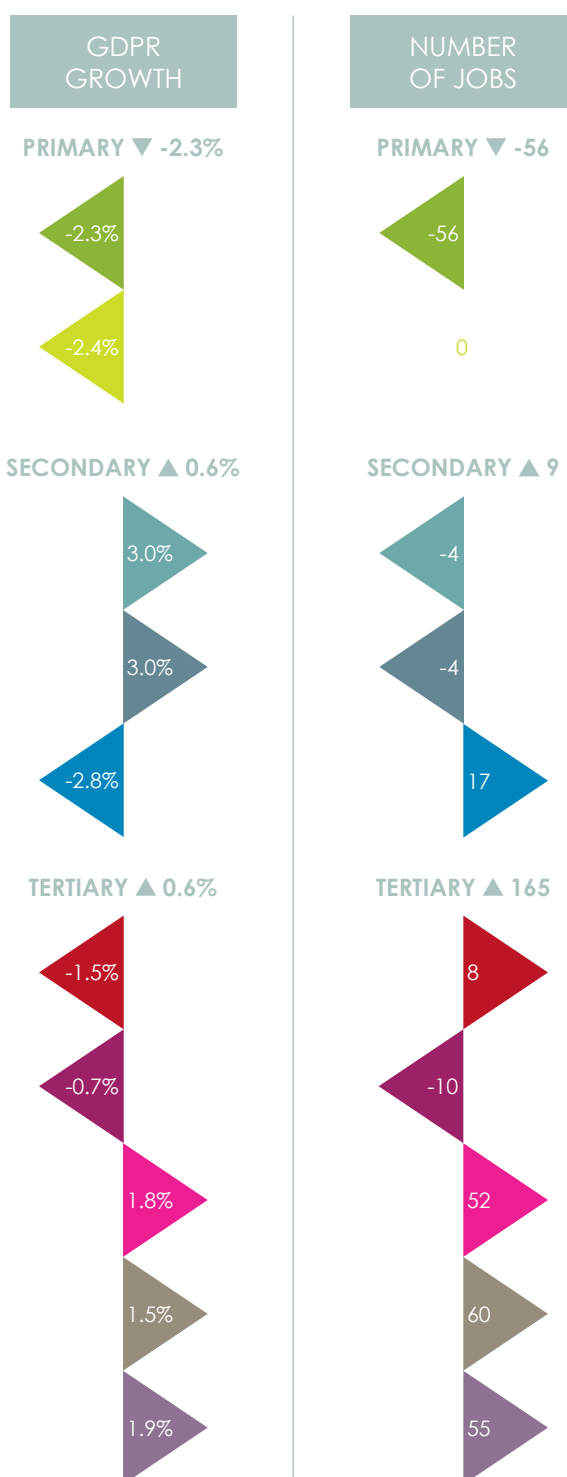 GDPR
GROWTH
PRIMARY ▼ -2.3%
-2.3%
-2.4%
SECONDARY ▲ 0.6%
3.0%
3.0%
-2.8%
TERTIARY ▲ 0.6%
-1.5%
-0.7%
1.8%
1.5%
1.9%
NUMBER
OF JOBS
PRIMARY ▼ -56
-56
0
SECONDARY ▲ 9
-4
-4
17
TERTIARY ▲ 165
8
-10
52
60
55